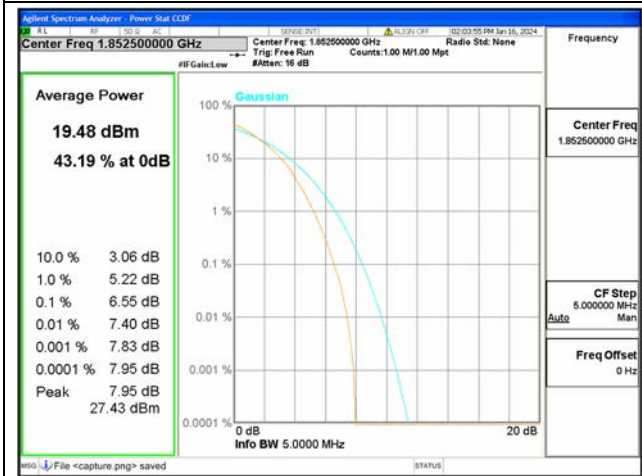 Agilent Spectrum Analyzer - Power Stat CCDF
RL RF 50 Ω AC SENSE:INT ALIGN OFF 02:03:55 PM Jan 16, 2024
Center Freq 1.852500000 GHz
Center Freq: 1.852500000 GHz Radio Std: None
Trig: Free Run Counts:1.00 M/1.00 Mpt
#IFGain:Low #Atten: 16 dB
Frequency
Average Power
19.48 dBm
43.19 % at 0dB
10.0 % 3.06 dB
1.0 % 5.22 dB
0.1 % 6.55 dB
0.01 % 7.40 dB
0.001 % 7.83 dB
0.0001 % 7.95 dB
Peak 7.95 dB
27.43 dBm
Gaussian
100 %
10 %
1 %
0.1 %
0.01 %
0.001 %
0.0001 %
0 dB 20 dB
Info BW 5.0000 MHz
Center Freq
1.852500000 GHz
CF Step
5.000000 MHz
Auto Man
Freq Offset
0 Hz
MSG File <capture.png> saved STATUS